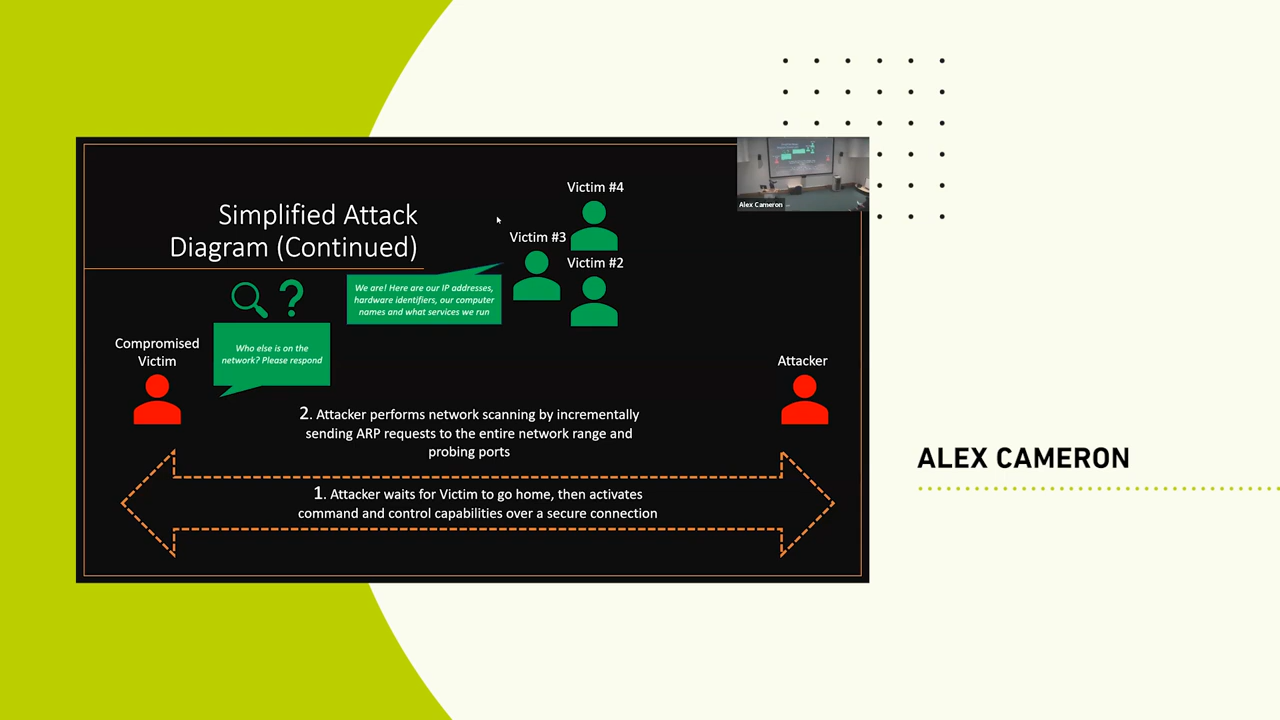 Simplified Attack
Diagram (Continued)
Victim #4
Victim #3
Victim #2
We are! Here are our IP addresses,
hardware identifiers, our computer
names and what services we run
Who else is on the
network? Please respond
Compromised
Victim
Attacker
2. Attacker performs network scanning by incrementally
sending ARP requests to the entire network range and
probing ports
1. Attacker waits for Victim to go home, then activates
command and control capabilities over a secure connection
Alex Cameron
ALEX CAMERON